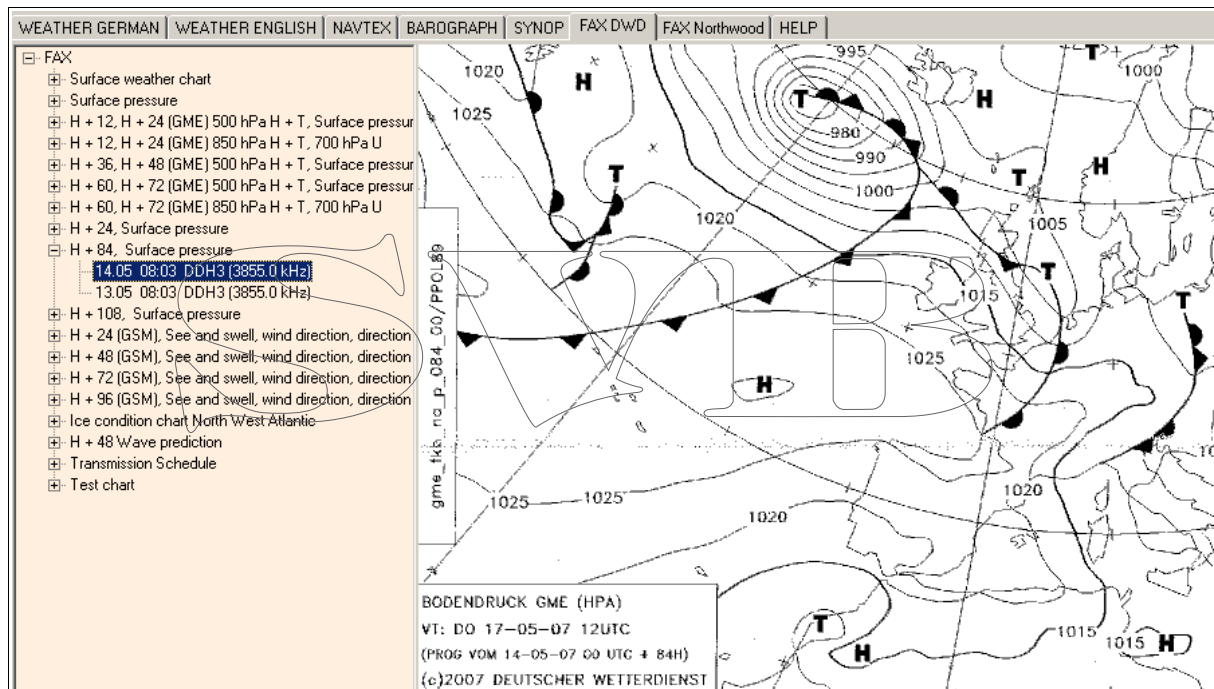 WEATHER GERMAN WEATHER ENGLISH NAVTEX BAROGRAPH SYNOP FAX DWD FAX Northwood HELP
FAX
Surface weather chart
Surface pressure
H + 12, H + 24 (GME) 500 hPa H + T, Surface pressur
H + 12, H + 24 (GME) 850 hPa H + T, 700 hPa U
H + 36, H + 48 (GME) 500 hPa H + T, Surface pressur
H + 60, H + 72 (GME) 500 hPa H + T, Surface pressur
H + 60, H + 72 (GME) 850 hPa H + T, 700 hPa U
H + 24, Surface pressure
H + 84, Surface pressure
14.05 08:03 DDH3 (3855.0 kHz)
13.05 08:03 DDH3 (3855.0 kHz)
H + 108, Surface pressure
H + 24 (GSM), See and swell, wind direction, direction
H + 48 (GSM), See and swell, wind direction, direction
H + 72 (GSM), See and swell, wind direction, direction
H + 96 (GSM), See and swell, wind direction, direction
Ice condition chart North West Atlantic
H + 48 Wave prediction
Transmission Schedule
Test chart
995
1020 H T 1000
1025 T H
980
990 H
T T
1000
1020 1005
T
T
1015
1025
H
1020
1025 1025
1020
T 1015 1015 H
H
gme_tkb_na_p_084_00/PPOL89
BODENDRUCK GME (HPA)
VT: DO 17-05-07 12UTC
(PROG VOM 14-05-07 00 UTC + 84H)
(c)2007 DEUTSCHER WETTERDIENST